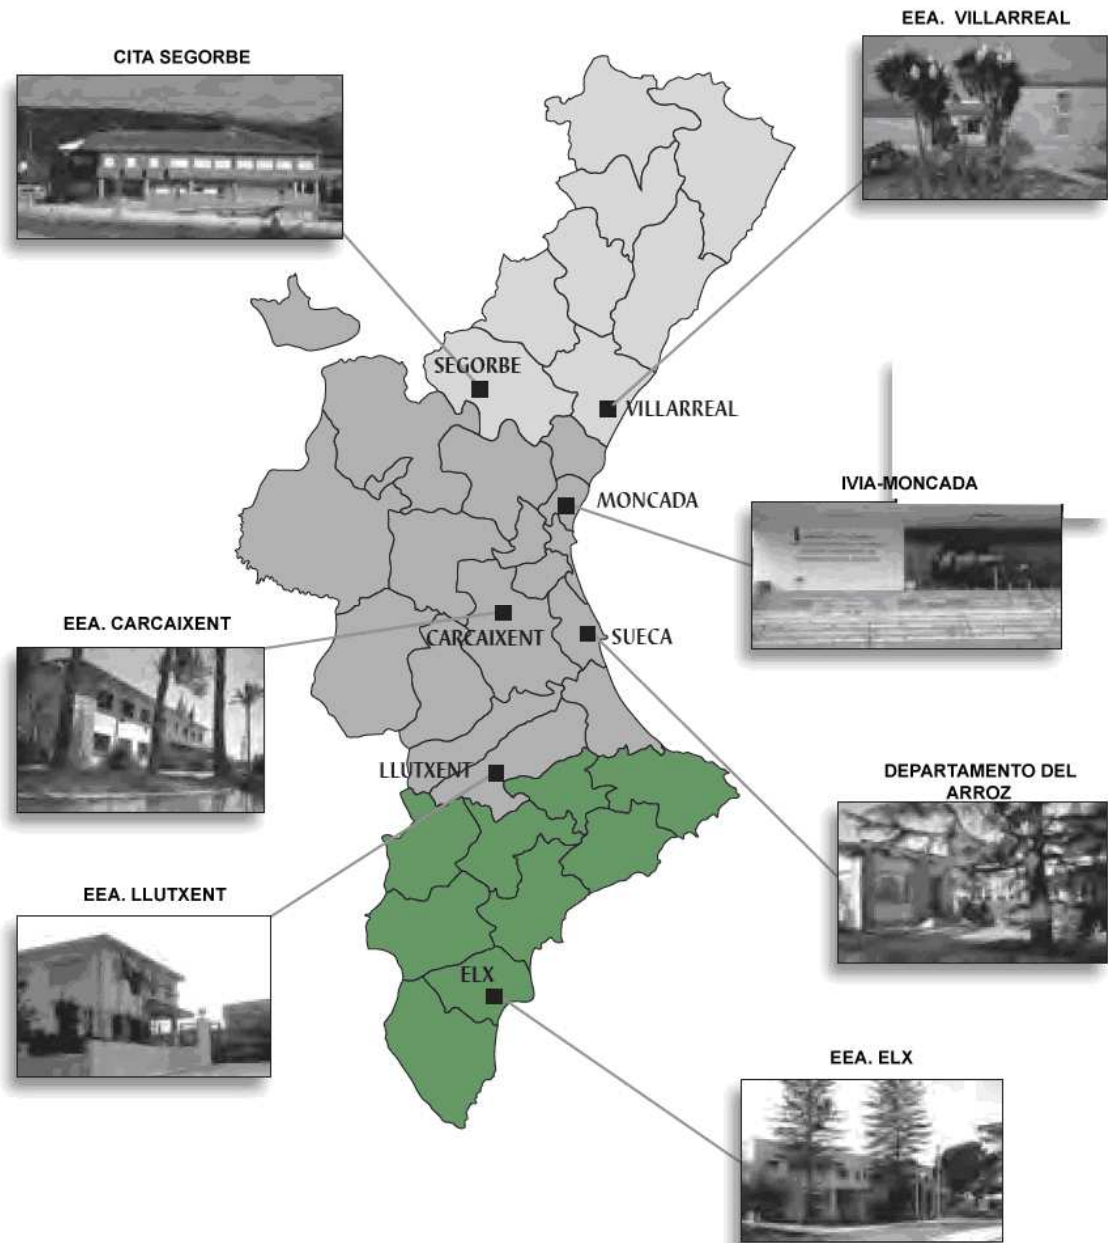 EEA. VILLARREAL
CITA SEGORBE
SEGORBE
VILLARREAL
IVIA-MONCADA
MONCADA
EEA. CARCAIXENT
CARCAIXENT
SUECA
LLUTXENT
DEPARTAMENTO DEL
ARROZ
EEA. LLUTXENT
ELX
EEA. ELX